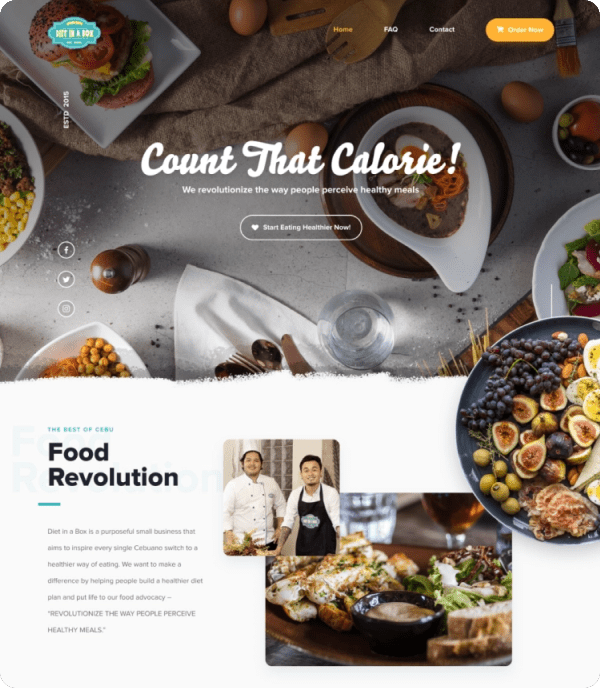 DIET IN A BOX
Home
FAQ
Contact
Order Now
ESTD 2015
Count That Calorie!
We revolutionize the way people perceive healthy meals
Start Eating Healthier Now!
THE BEST OF CEBU
Food
Revolution
Food
Revolution
Diet in a Box is a purposeful small business that
aims to inspire every single Cebuano switch to a
healthier way of eating. We want to make a
difference by helping people build a healthier diet
plan and put life to our food advocacy –
"REVOLUTIONIZE THE WAY PEOPLE PERCEIVE
HEALTHY MEALS."